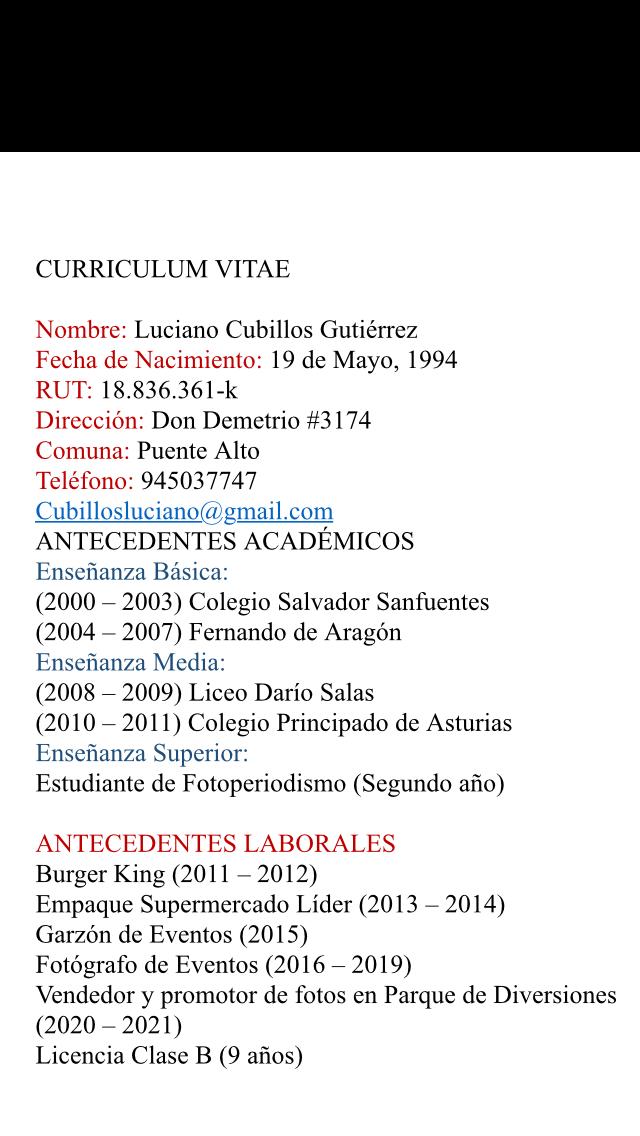 CURRICULUM VITAE
Nombre: Luciano Cubillos Gutiérrez
Fecha de Nacimiento: 19 de Mayo, 1994
RUT: 18.836.361-k
Dirección: Don Demetrio #3174
Comuna: Puente Alto
Teléfono: 945037747
Cubillosluciano@gmail.com
ANTECEDENTES ACADÉMICOS
Enseñanza Básica:
(2000 – 2003) Colegio Salvador Sanfuentes
(2004 – 2007) Fernando de Aragón
Enseñanza Media:
(2008 – 2009) Liceo Darío Salas
(2010 – 2011) Colegio Principado de Asturias
Enseñanza Superior:
Estudiante de Fotoperiodismo (Segundo año)
ANTECEDENTES LABORALES
Burger King (2011 – 2012)
Empaque Supermercado Líder (2013 – 2014)
Garzón de Eventos (2015)
Fotógrafo de Eventos (2016 – 2019)
Vendedor y promotor de fotos en Parque de Diversiones
(2020 – 2021)
Licencia Clase B (9 años)